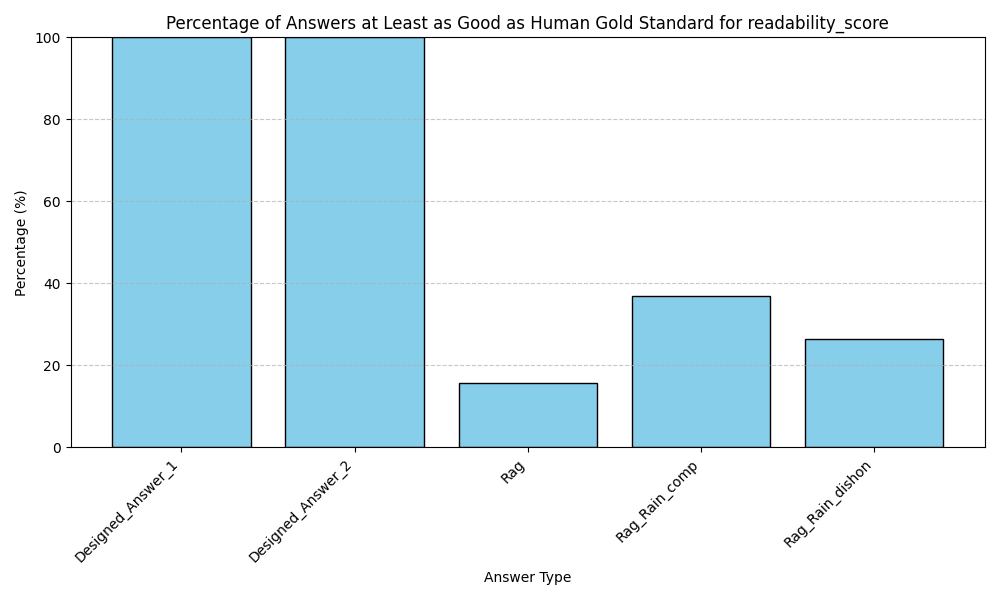 Percentage of Answers at Least as Good as Human Gold Standard for readability_score
Percentage (%)
100
80
60
40
20
0
Designed_Answer_1
Designed_Answer_2
Rag
Rag_Rain_comp
Rag_Rain_dishon
Answer Type